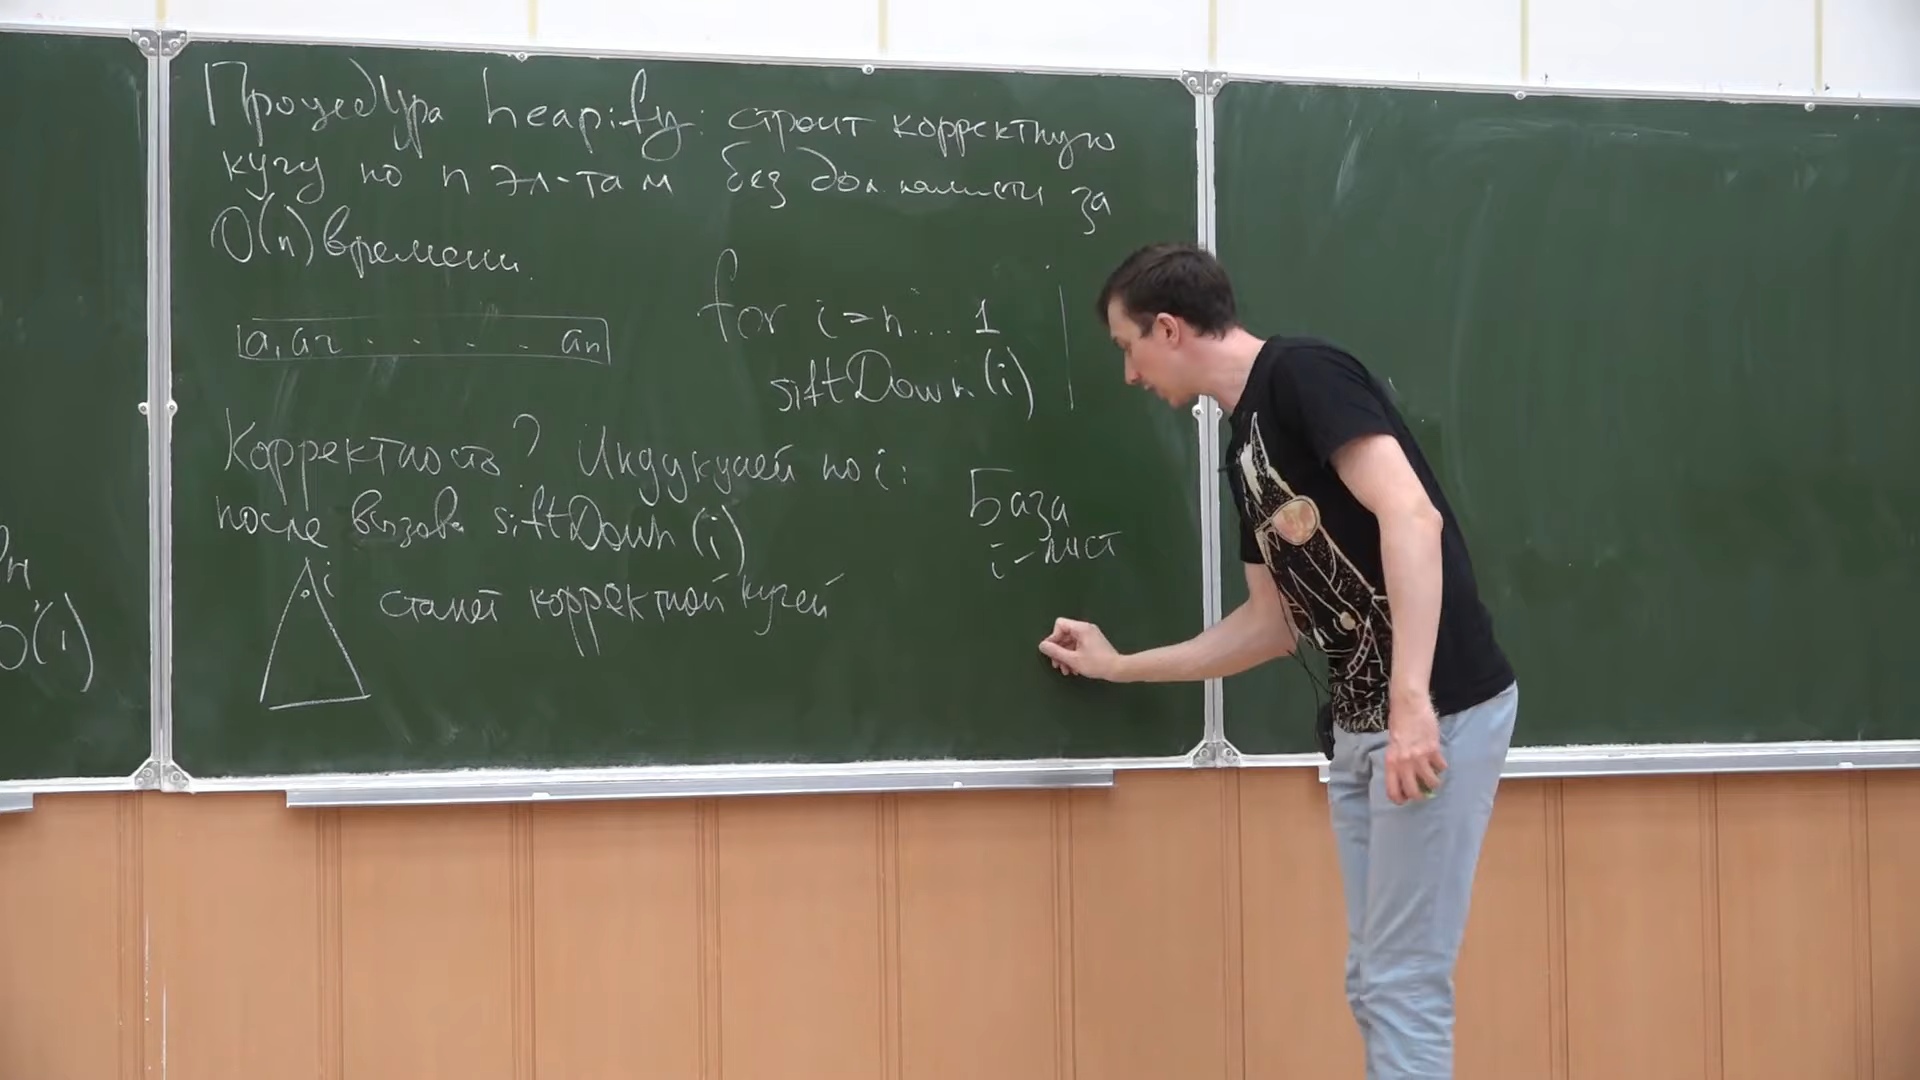 Процедура heapify: строит корректную
кучу по n эл-там без доп. памяти за
O(n) времени.
a₁ a₂ . . . . aₙ
for i = n ... 1
siftDown(i)
Корректность? Индукцией по i:
после вызова siftDown(i)
i
станет корректной кучей
База
i - лист